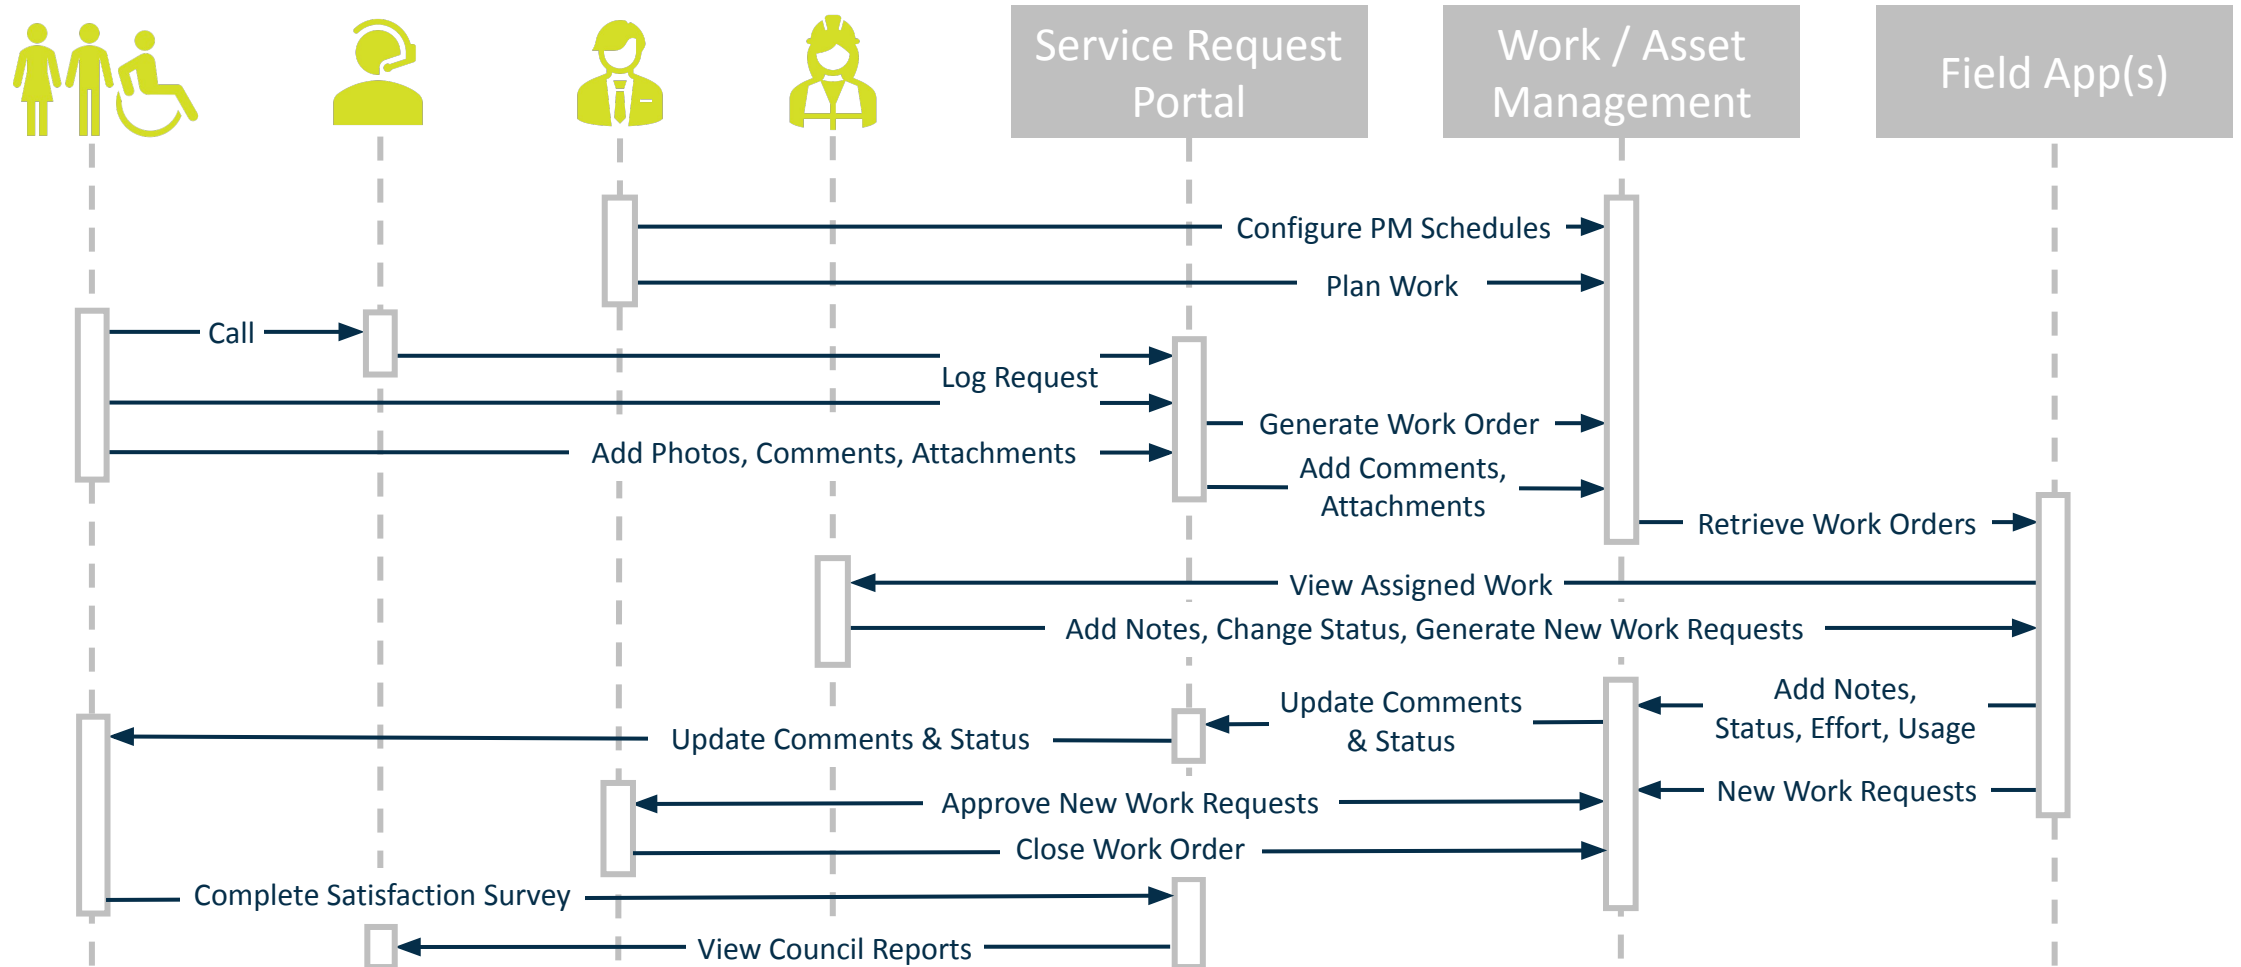 Service Request
Portal
Work / Asset
Management
Field App(s)
Configure PM Schedules
Plan Work
Call
Log Request
Generate Work Order
Add Photos, Comments, Attachments
Add Comments,
Attachments
Retrieve Work Orders
View Assigned Work
Add Notes, Change Status, Generate New Work Requests
Add Notes,
Status, Effort, Usage
Update Comments
& Status
Update Comments & Status
New Work Requests
Approve New Work Requests
Close Work Order
Complete Satisfaction Survey
View Council Reports